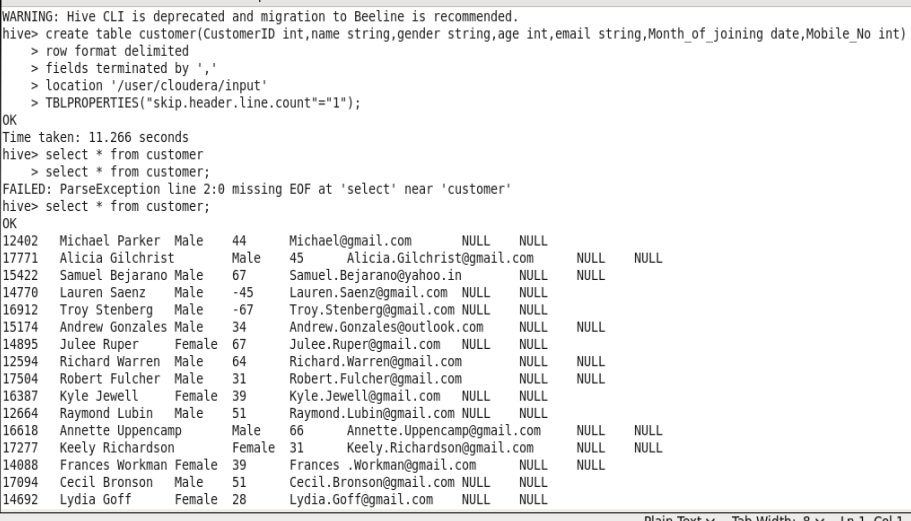 WARNING: Hive CLI is deprecated and migration to Beeline is recommended.
hive> create table customer(CustomerID int,name string,gender string,age int,email string,Month_of_joining date,Mobile_No int)
    > row format delimited
    > fields terminated by ','
    > location '/user/cloudera/input'
    > TBLPROPERTIES("skip.header.line.count"="1");
OK
Time taken: 11.266 seconds
hive> select * from customer
    > select * from customer;
FAILED: ParseException line 2:0 missing EOF at 'select' near 'customer'
hive> select * from customer;
OK
12402	Michael Parker	Male	44	Michael@gmail.com	NULL	NULL
17771	Alicia Gilchrist	Male	45	Alicia.Gilchrist@gmail.com	NULL	NULL
15422	Samuel Bejarano	Male	67	Samuel.Bejarano@yahoo.in	NULL	NULL
14770	Lauren Saenz	Male	-45	Lauren.Saenz@gmail.com	NULL	NULL
16912	Troy Stenberg	Male	-67	Troy.Stenberg@gmail.com	NULL	NULL
15174	Andrew Gonzales	Male	34	Andrew.Gonzales@outlook.com	NULL	NULL
14895	Julee Ruper	Female	67	Julee.Ruper@gmail.com	NULL	NULL
12594	Richard Warren	Male	64	Richard.Warren@gmail.com	NULL	NULL
17504	Robert Fulcher	Male	31	Robert.Fulcher@gmail.com	NULL	NULL
16387	Kyle Jewell	Female	39	Kyle.Jewell@gmail.com	NULL	NULL
12664	Raymond Lubin	Male	51	Raymond.Lubin@gmail.com	NULL	NULL
16618	Annette Uppencamp	Male	66	Annette.Uppencamp@gmail.com	NULL	NULL
17277	Keely Richardson	Female	31	Keely.Richardson@gmail.com	NULL	NULL
14088	Frances Workman	Female	39	Frances .Workman@gmail.com	NULL	NULL
17094	Cecil Bronson	Male	51	Cecil.Bronson@gmail.com	NULL	NULL
14692	Lydia Goff	Female	28	Lydia.Goff@gmail.com	NULL	NULL
Plain Text Tab Width: 8 Ln 1, Col 1